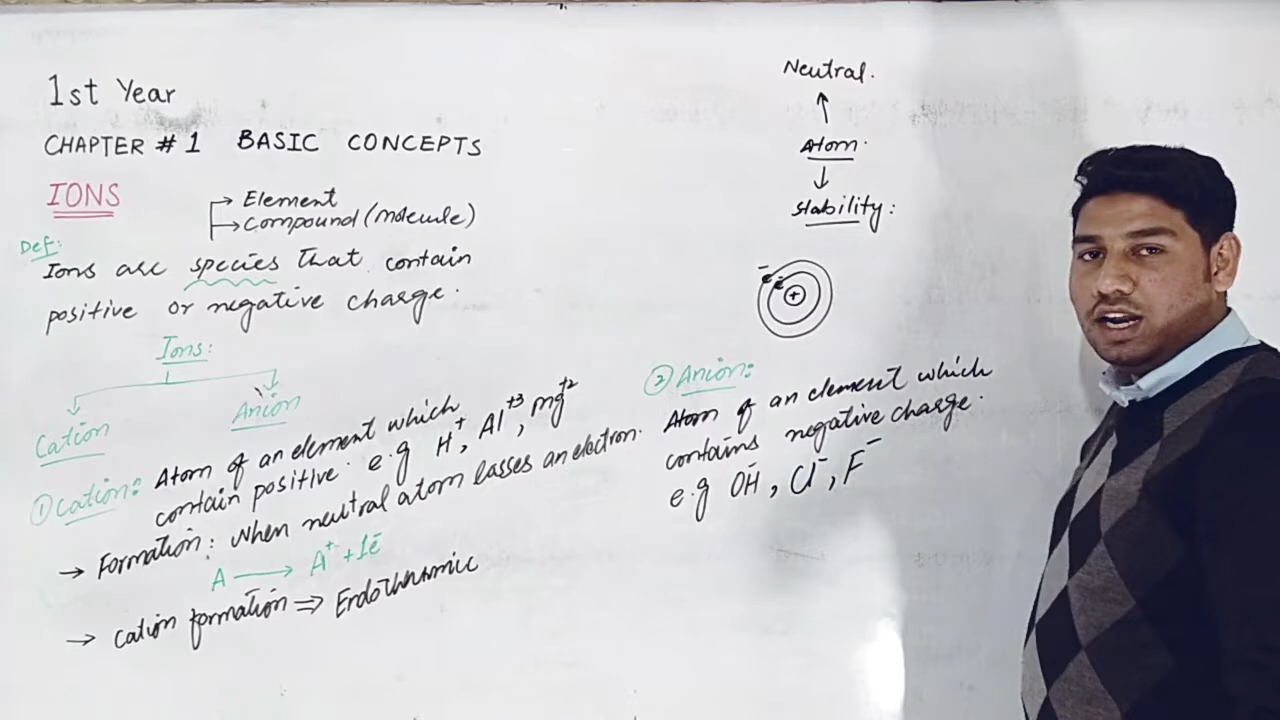 1st Year
CHAPTER # 1 BASIC CONCEPTS
IONS
→ Element
→ Compound (molecule)
Def:
Ions are species that contain
positive or negative charge.
Ions:
Cation
Anion
① Cation: Atom of an element which
contain positive. e.g H⁺, Al⁺³, mg⁺²
→ Formation: When neutral atom losses an electron.
A → A⁺ + 1ē
→ Cation formation ⇒ Endothermic
Neutral.
↑
Atom.
↓
Stability:
- -
e e
+
② Anion:
Atom of an element which
contains negative charge.
e.g OH⁻, Cl⁻, F⁻